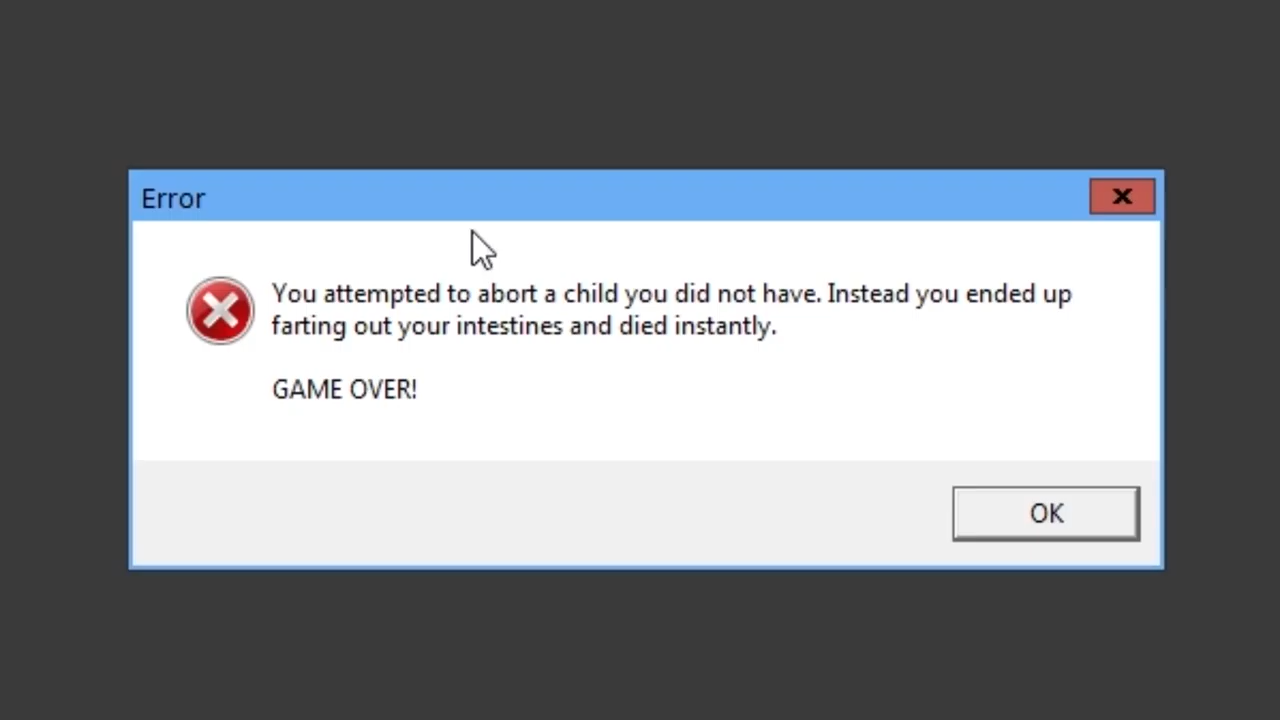 Error
You attempted to abort a child you did not have. Instead you ended up
farting out your intestines and died instantly.
GAME OVER!
OK